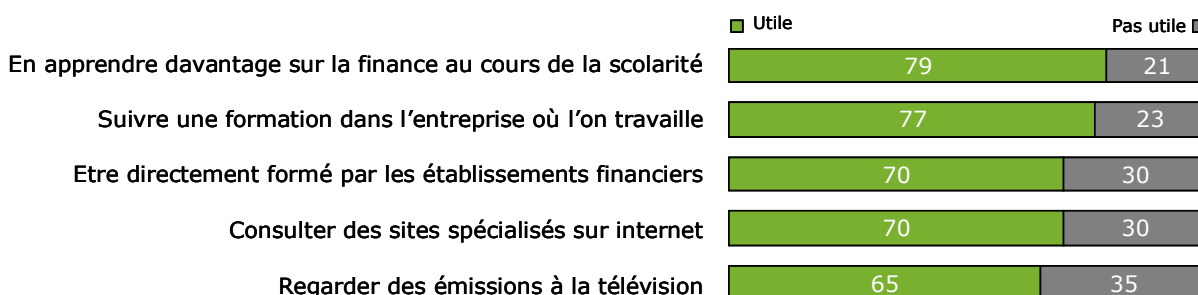 Utile Pas utile
En apprendre davantage sur la finance au cours de la scolarité 79 21
Suivre une formation dans l’entreprise où l’on travaille 77 23
Etre directement formé par les établissements financiers 70 30
Consulter des sites spécialisés sur internet 70 30
Regarder des émissions à la télévision 65 35